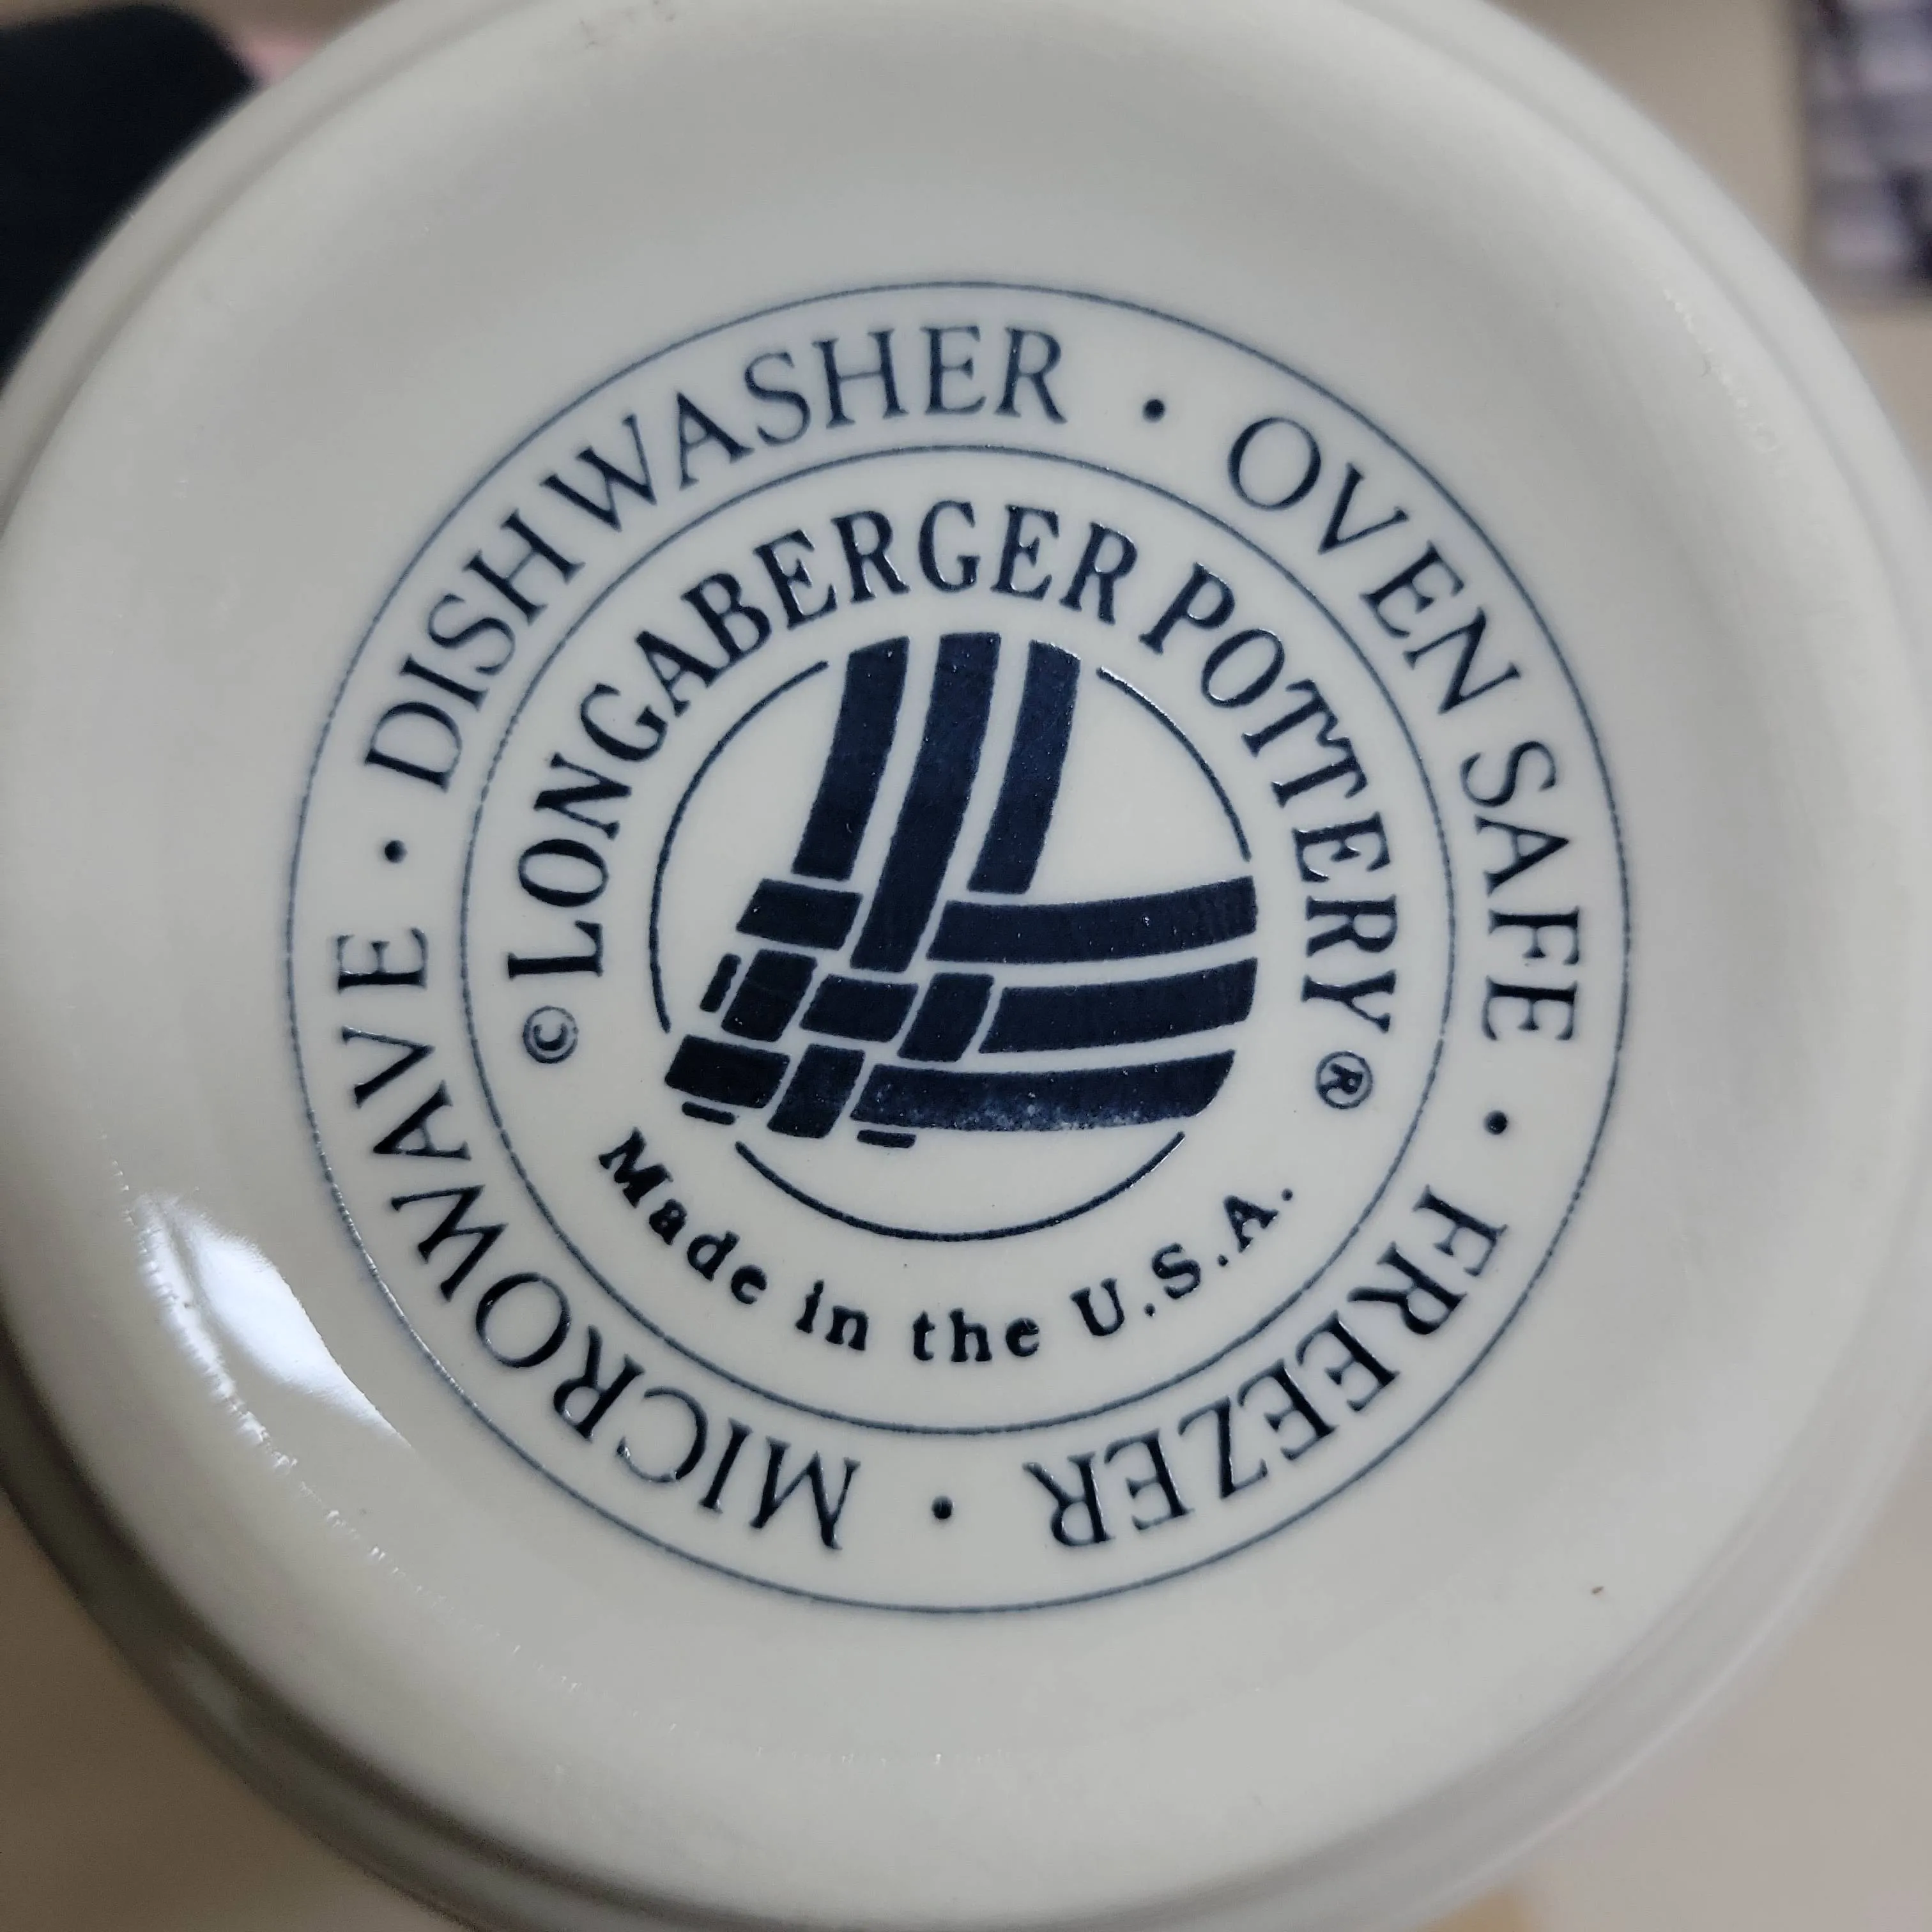 MICROWAVE · DISHWASHER · OVEN SAFE · FREEZER ·
© LONGABERGER POTTERY ®
Made in the U.S.A.